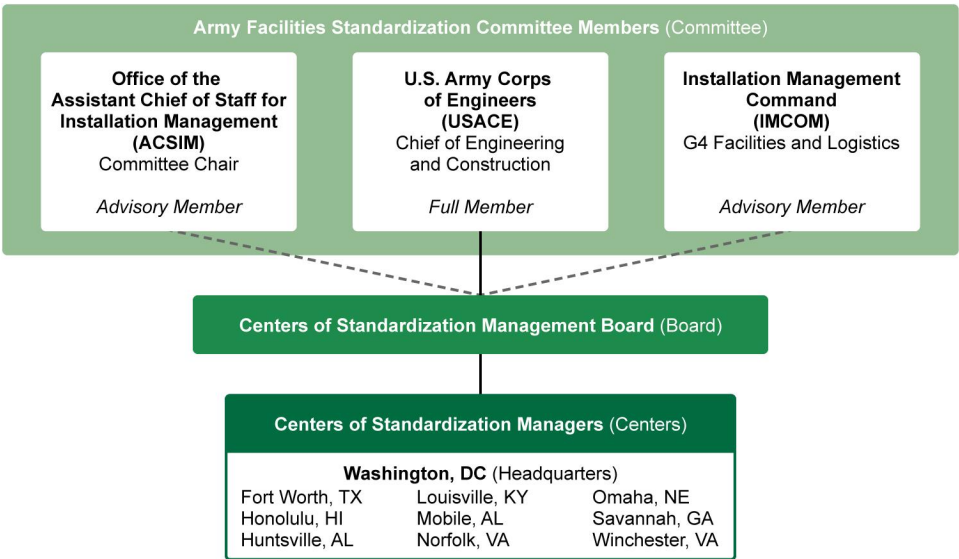 Army Facilities Standardization Committee Members (Committee)
Office of the
Assistant Chief of Staff for
Installation Management
(ACSIM)
Committee Chair
Advisory Member
U.S. Army Corps
of Engineers
(USACE)
Chief of Engineering
and Construction
Full Member
Installation Management
Command
(IMCOM)
G4 Facilities and Logistics
Advisory Member
Centers of Standardization Management Board (Board)
Centers of Standardization Managers (Centers)
Washington, DC (Headquarters)
Fort Worth, TX Louisville, KY Omaha, NE
Honolulu, HI Mobile, AL Savannah, GA
Huntsville, AL Norfolk, VA Winchester, VA